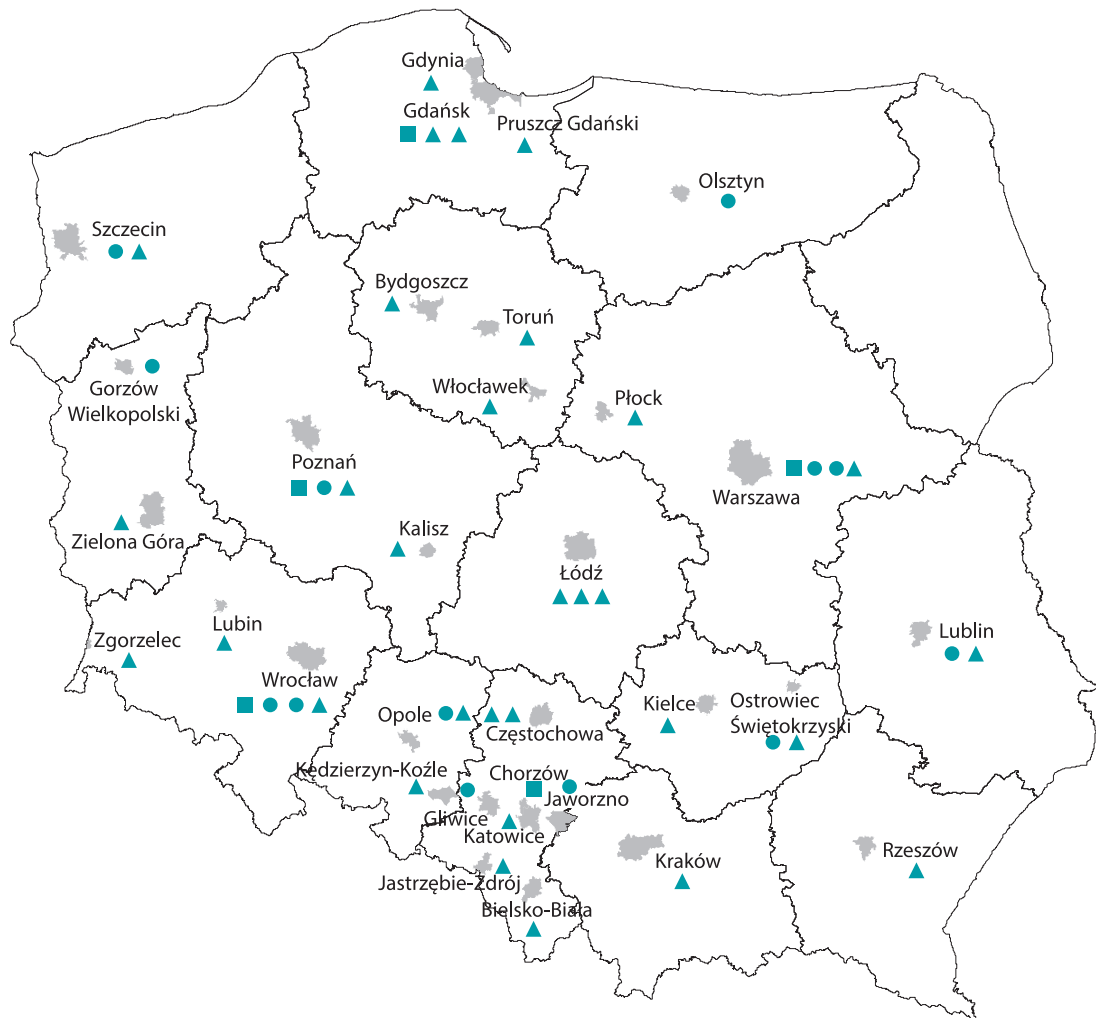 Gdynia
Gdańsk
Pruszcz Gdański
Olsztyn
Szczecin
Bydgoszcz
Toruń
Włocławek
Gorzów
Wielkopolski
Płock
Poznań
Warszawa
Kalisz
Zielona Góra
Łódź
Lubin
Zgorzelec
Lublin
Wrocław
Opole
Częstochowa
Kielce
Ostrowiec
Świętokrzyski
Kędzierzyn-Koźle
Chorzów
Jaworzno
Gliwice
Katowice
Kraków
Rzeszów
Jastrzębie-Zdrój
Bielsko-Biała